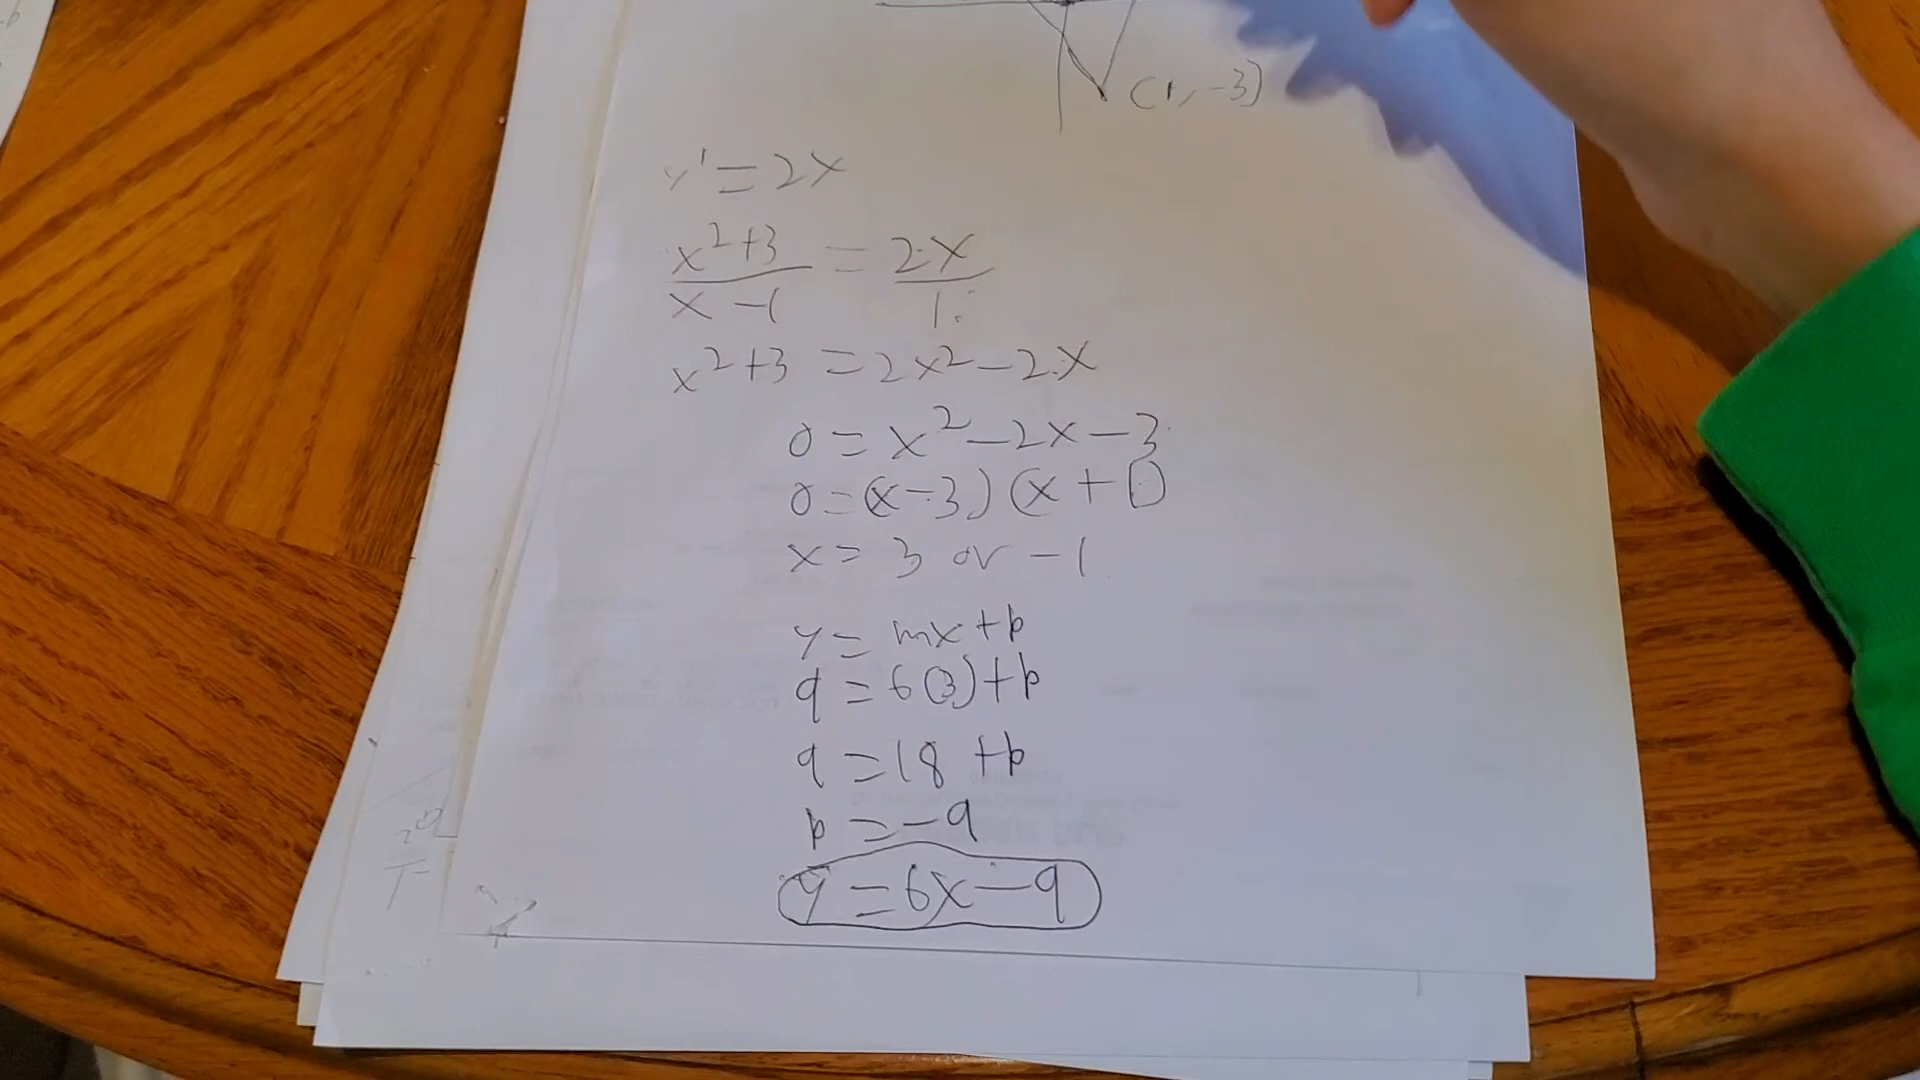 (1, -3)
y' = 2x
x²+3 / x-1 = 2x / 1
x²+3 = 2x²-2x
0 = x²-2x-3
0 = (x-3)(x+1)
x = 3 or -1
y = mx+b
9 = 6(3)+b
9 = 18+b
b = -9
y = 6x-9